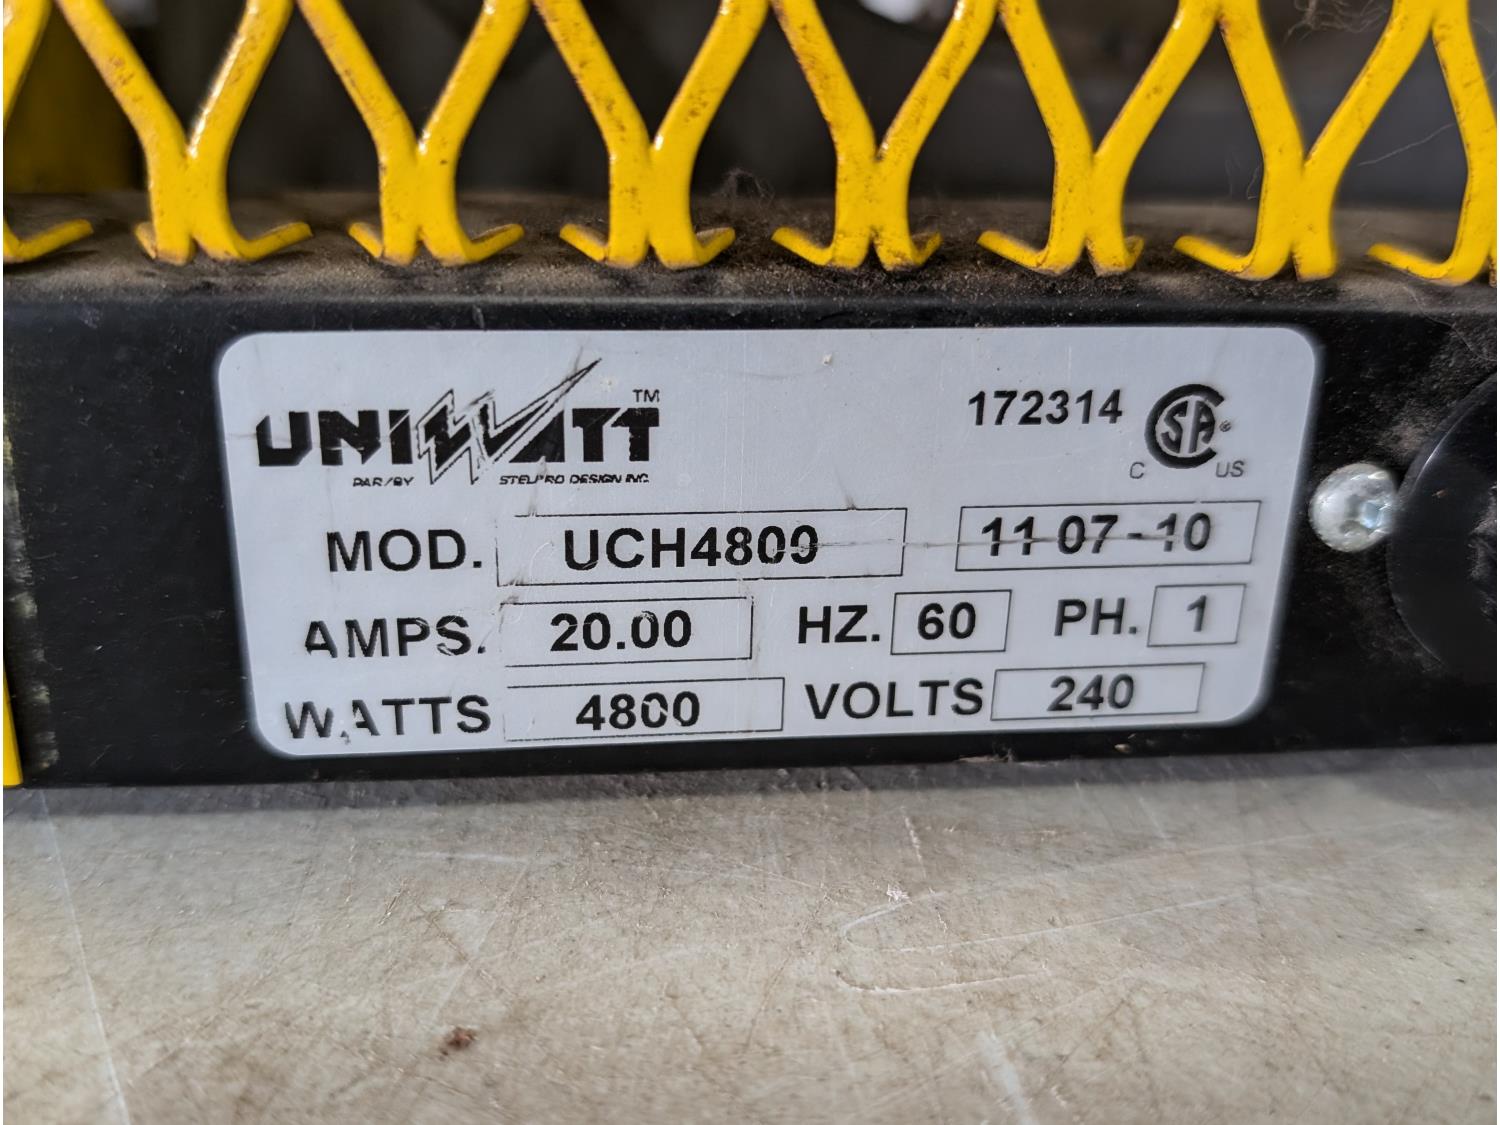 UNIWATT™
PAR/BY STELPRO DESIGN INC.
172314
CSA®
C US
MOD. UCH4800 11-07-10
AMPS. 20.00 HZ. 60 PH. 1
WATTS 4800 VOLTS 240